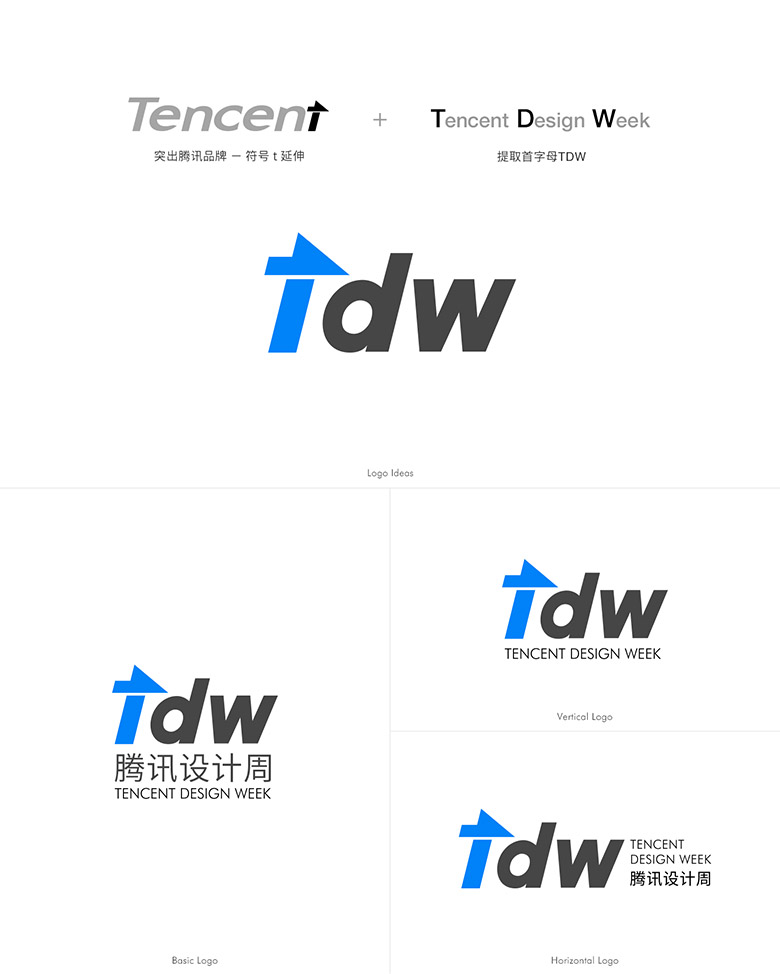 Tencent + Tencent Design Week
突出腾讯品牌 — 符号 t 延伸
提取首字母TDW
tdw
Logo Ideas
tdw
腾讯设计周
TENCENT DESIGN WEEK
Basic Logo
tdw
TENCENT DESIGN WEEK
Vertical Logo
tdw
TENCENT
DESIGN WEEK
腾讯设计周
Horizontal Logo